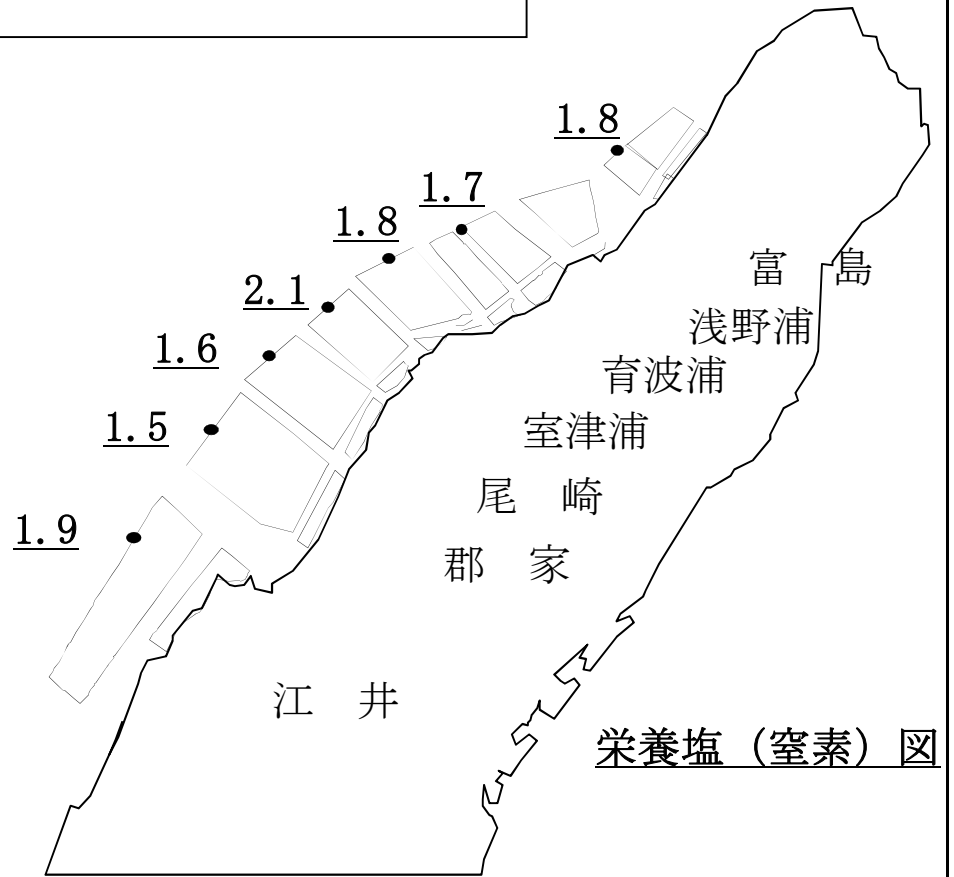 1.8
1.7
1.8
2.1
1.6
1.5
1.9
富　島
浅野浦
育波浦
室津浦
尾　崎
郡　家
江　井
栄養塩（窒素）図